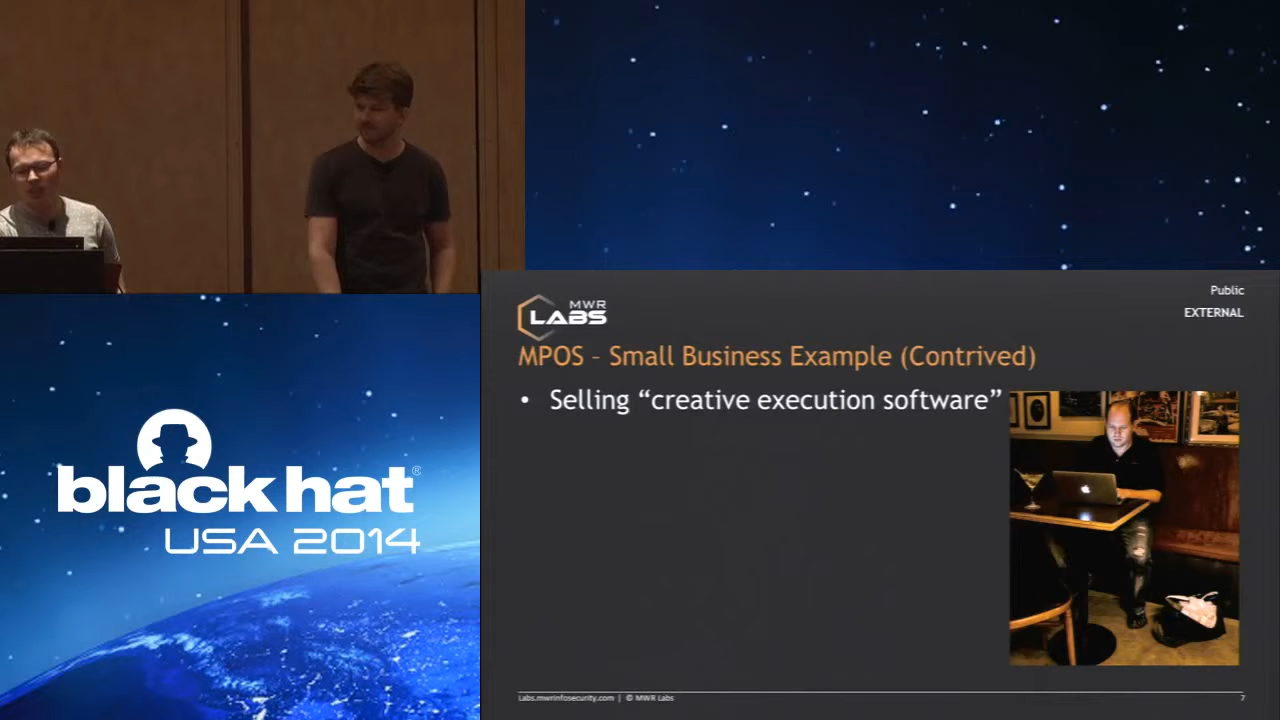 MWR
LABS
Public
EXTERNAL
MPOS – Small Business Example (Contrived)
• Selling “creative execution software”
black hat®
USA 2014
Labs.mwrinfosecurity.com | © MWR Labs
7